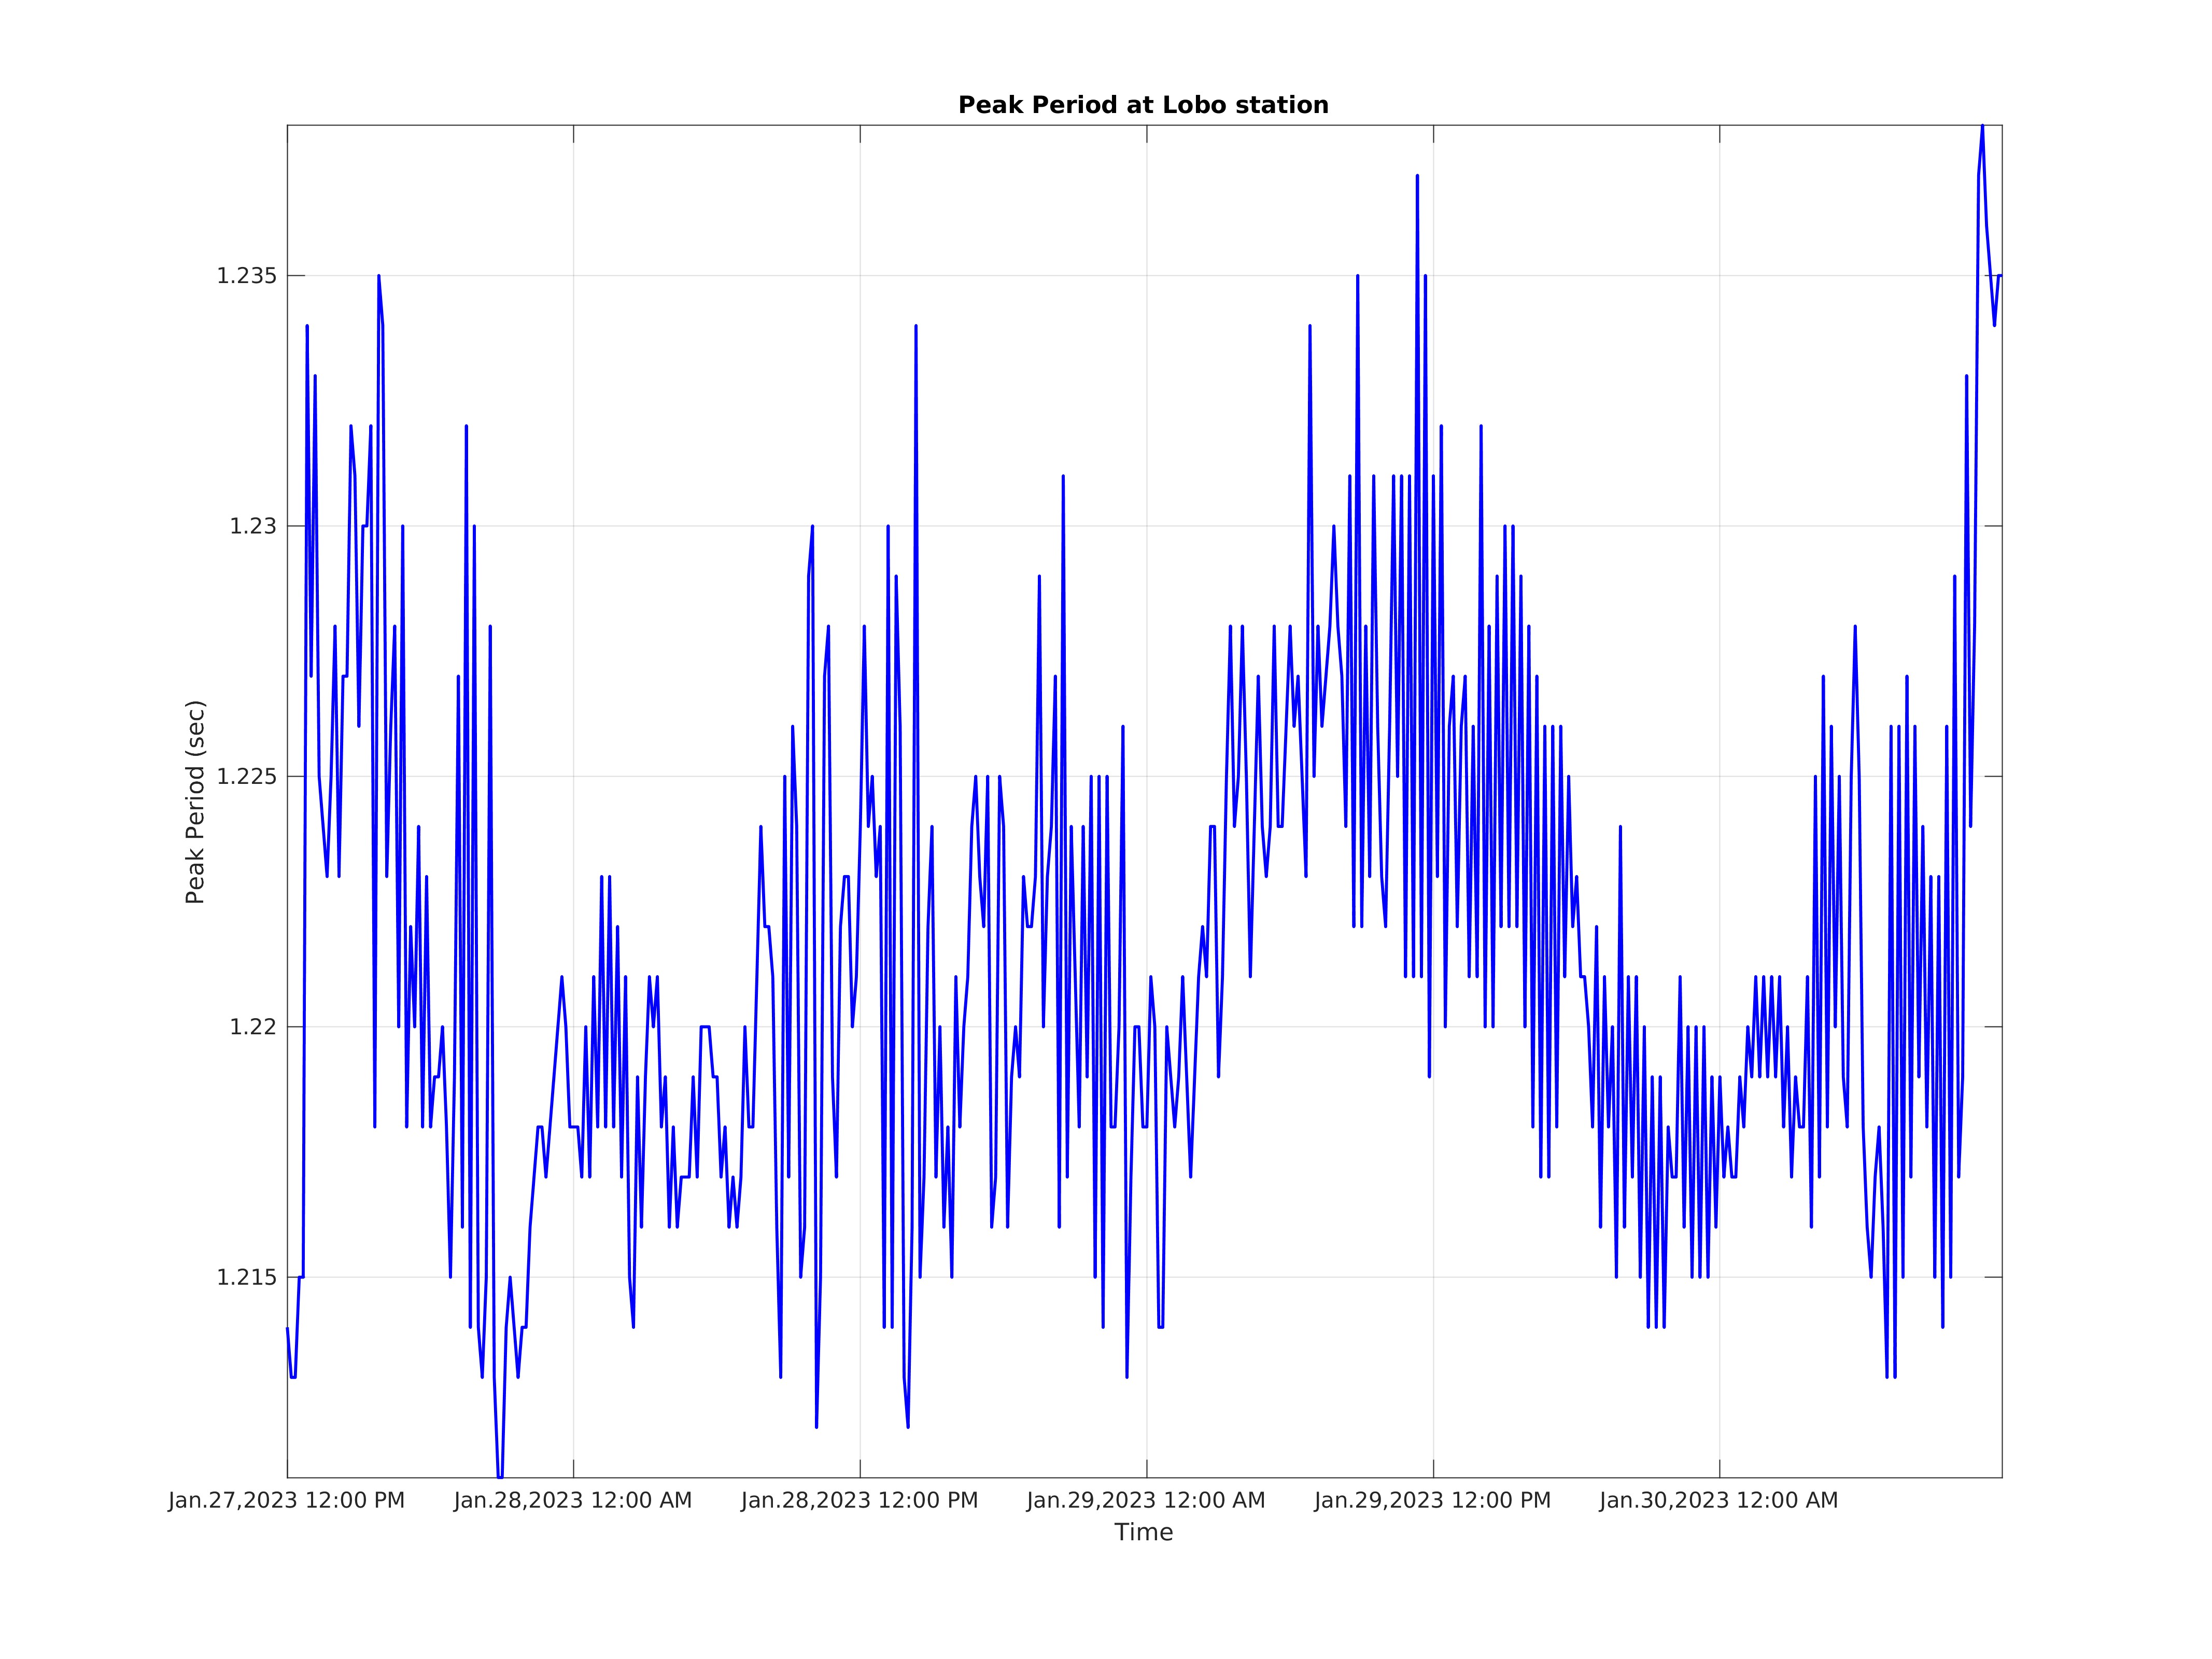 Peak Period at Lobo station
Peak Period (sec)
1.235
1.23
1.225
1.22
1.215
Jan.27,2023 12:00 PM
Jan.28,2023 12:00 AM
Jan.28,2023 12:00 PM
Jan.29,2023 12:00 AM
Jan.29,2023 12:00 PM
Jan.30,2023 12:00 AM
Time